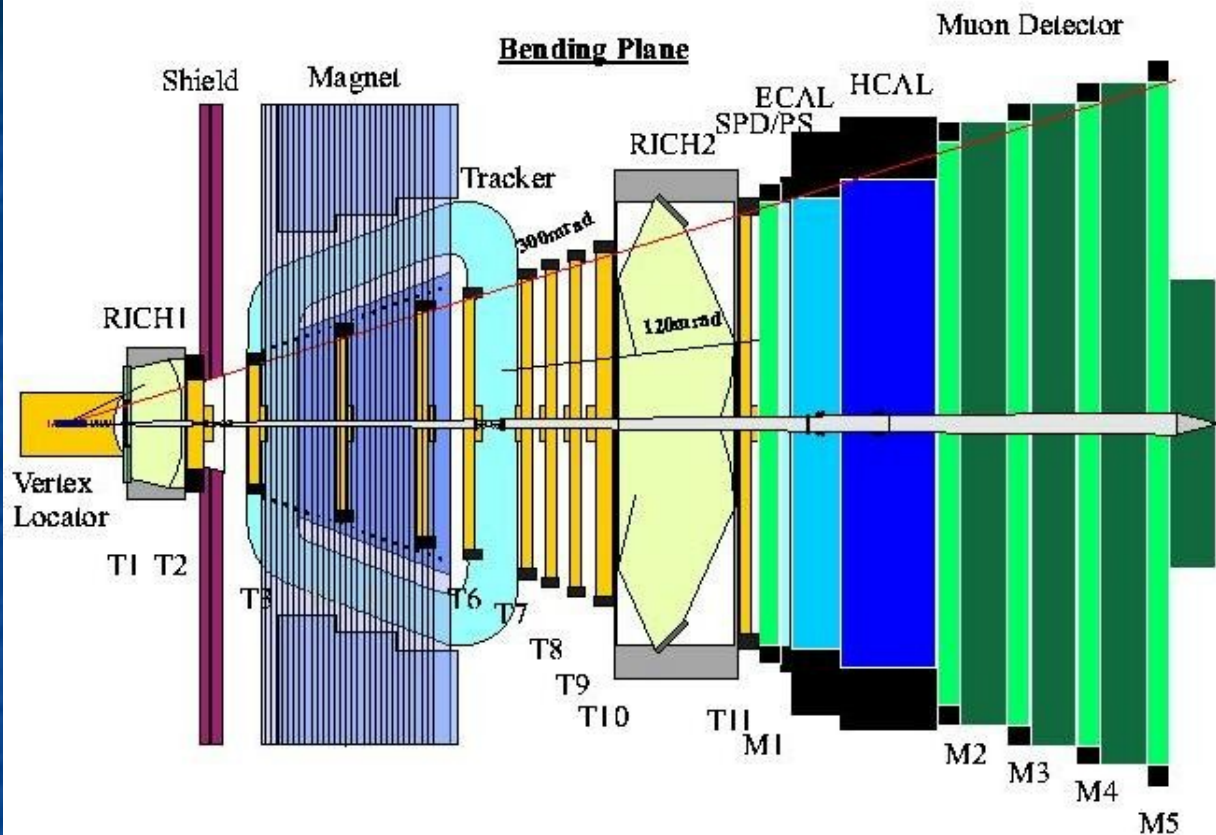 Muon Detector
Bending Plane
Shield
Magnet
ECAL
HCAL
SPD/PS
RICH2
Tracker
300mrad
RICH1
120mrad
Vertex
Locator
T1
T2
T3
T6
T7
T8
T9
T10
T11
M1
M2
M3
M4
M5